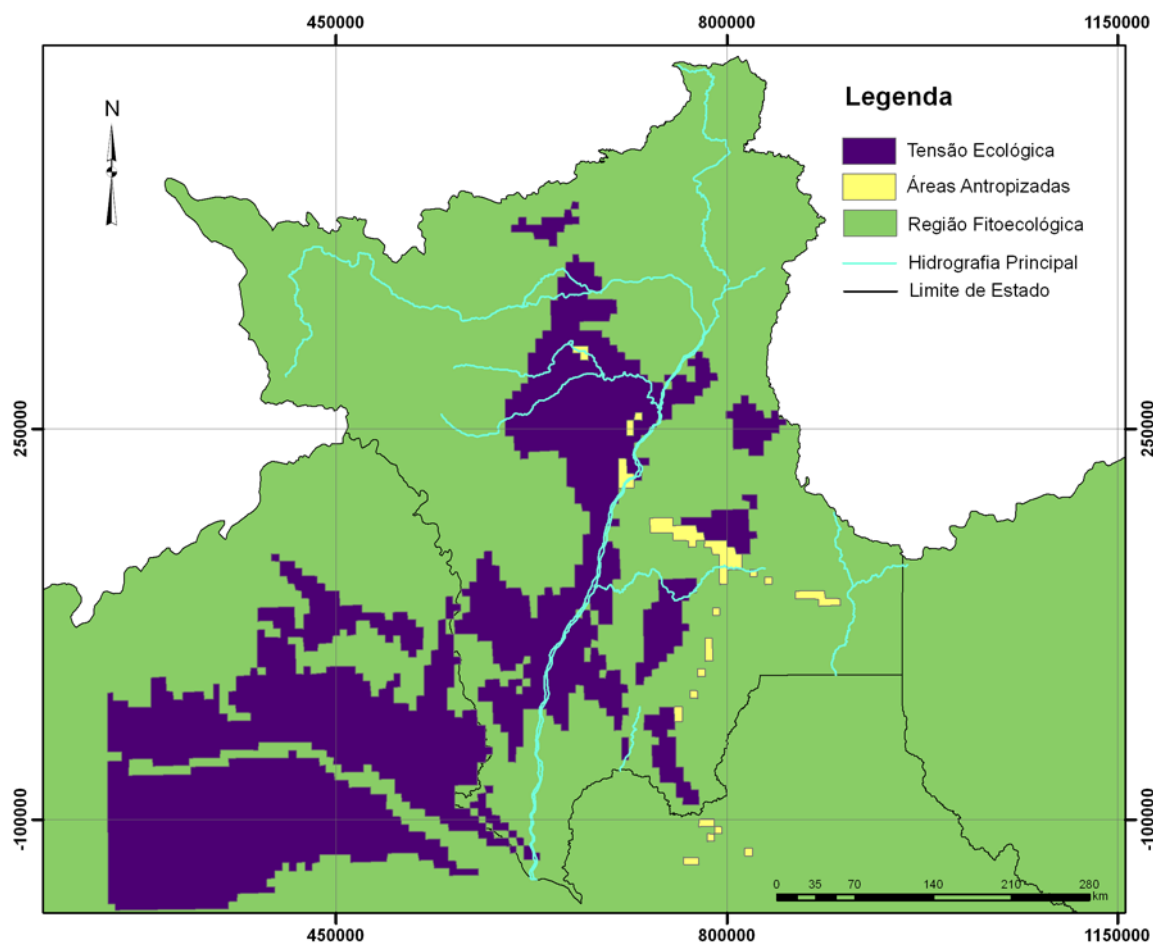 450000 800000 1150000
N
Legenda
Tensão Ecológica
Áreas Antropizadas
Região Fitoecológica
Hidrografia Principal
Limite de Estado
250000 250000
-100000 -100000
0 35 70 140 210 280
km
450000 800000 1150000